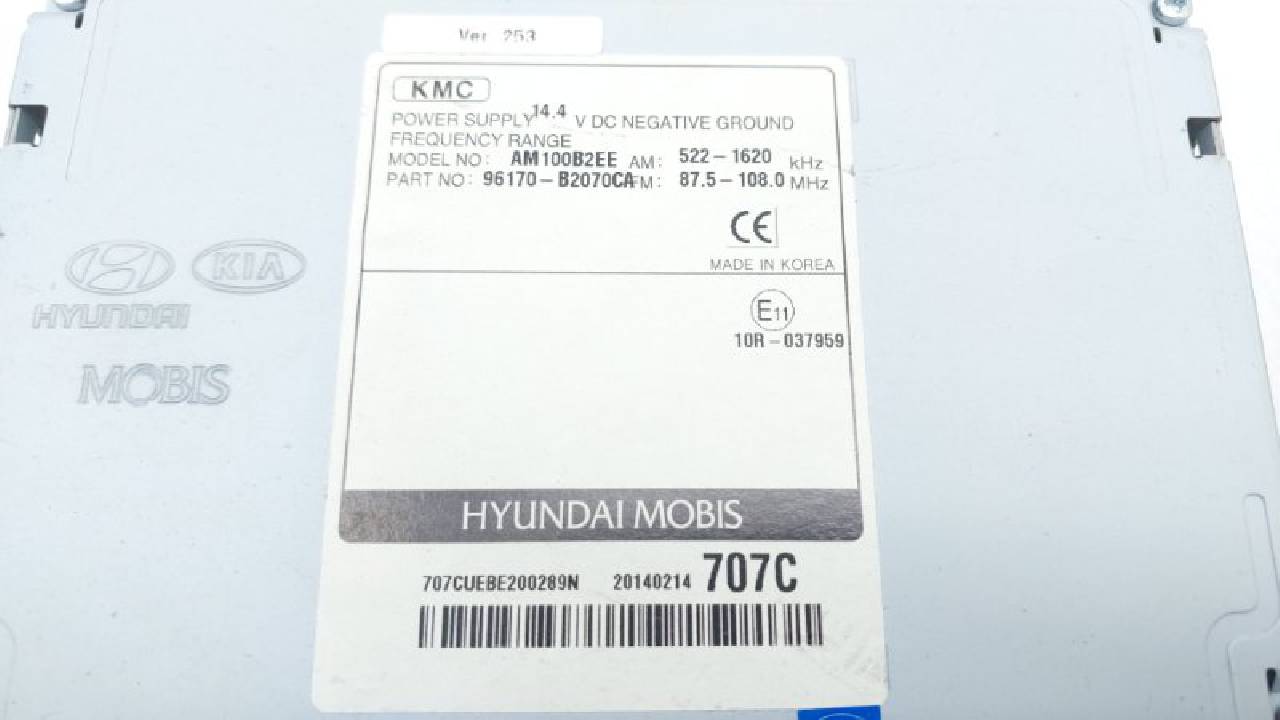 Ver 253
KMC
POWER SUPPLY 14.4 V DC NEGATIVE GROUND
FREQUENCY RANGE
MODEL NO: AM100B2EE AM: 522-1620 kHz
PART NO: 96170-B2070CA FM: 87.5-108.0 MHz
CE
MADE IN KOREA
E11
10R-037959
KIA
HYUNDAI
MOBIS
HYUNDAI MOBIS
707CUEBE200289N 20140214 707C